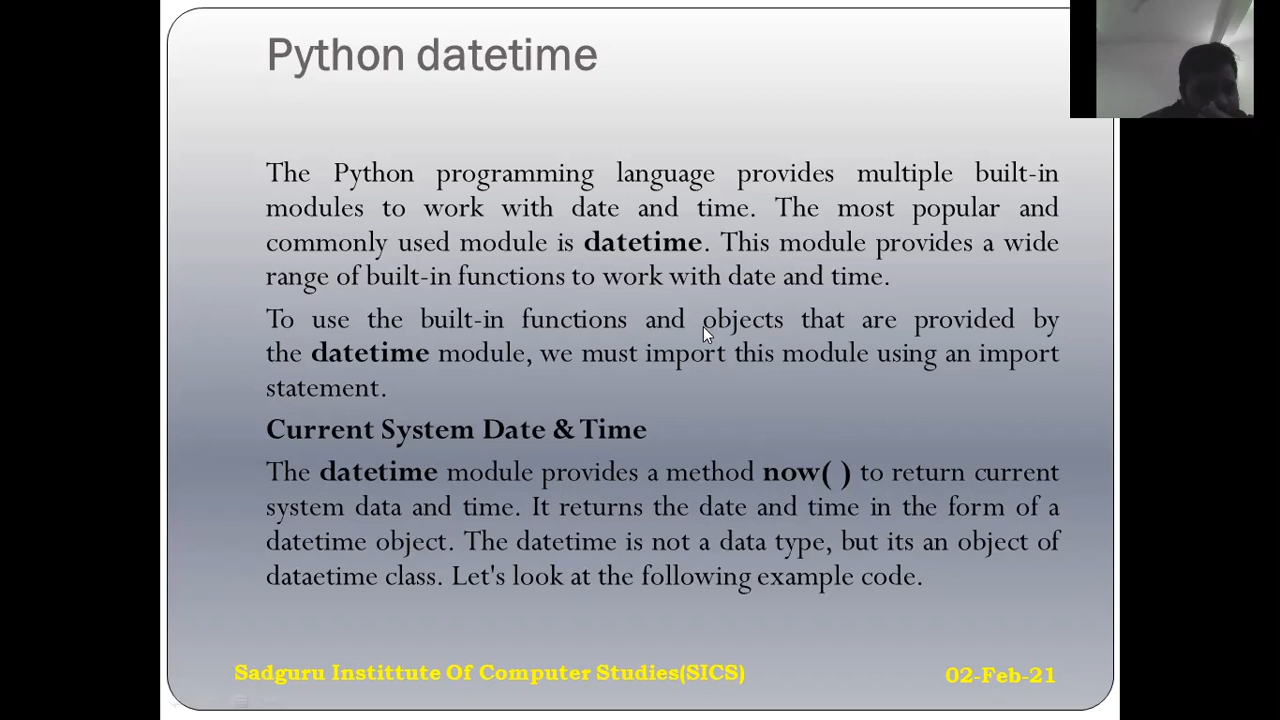 Python datetime
The Python programming language provides multiple built-in
modules to work with date and time. The most popular and
commonly used module is datetime. This module provides a wide
range of built-in functions to work with date and time.
To use the built-in functions and objects that are provided by
the datetime module, we must import this module using an import
statement.
Current System Date & Time
The datetime module provides a method now( ) to return current
system data and time. It returns the date and time in the form of a
datetime object. The datetime is not a data type, but its an object of
dataetime class. Let's look at the following example code.
Sadguru Instittute Of Computer Studies(SICS)
02-Feb-21